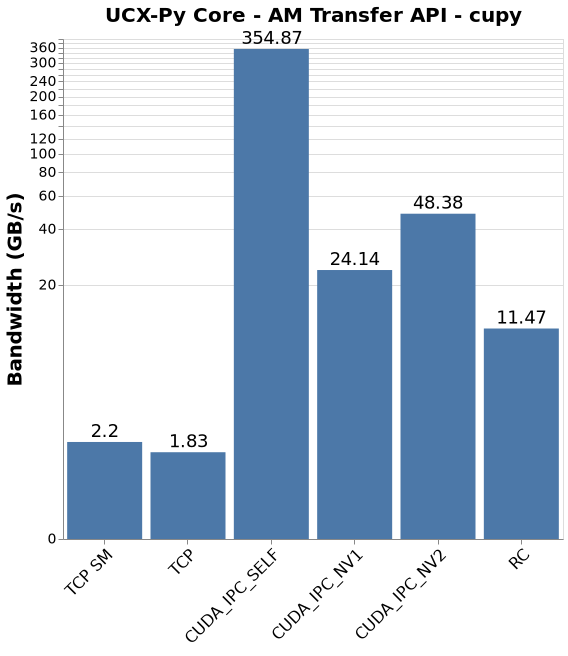 UCX-Py Core - AM Transfer API - cupy
Bandwidth (GB/s)
360
300
240
200
160
120
100
80
60
40
20
0
2.2
1.83
354.87
24.14
48.38
11.47
TCP SM
TCP
CUDA_IPC_SELF
CUDA_IPC_NV1
CUDA_IPC_NV2
RC